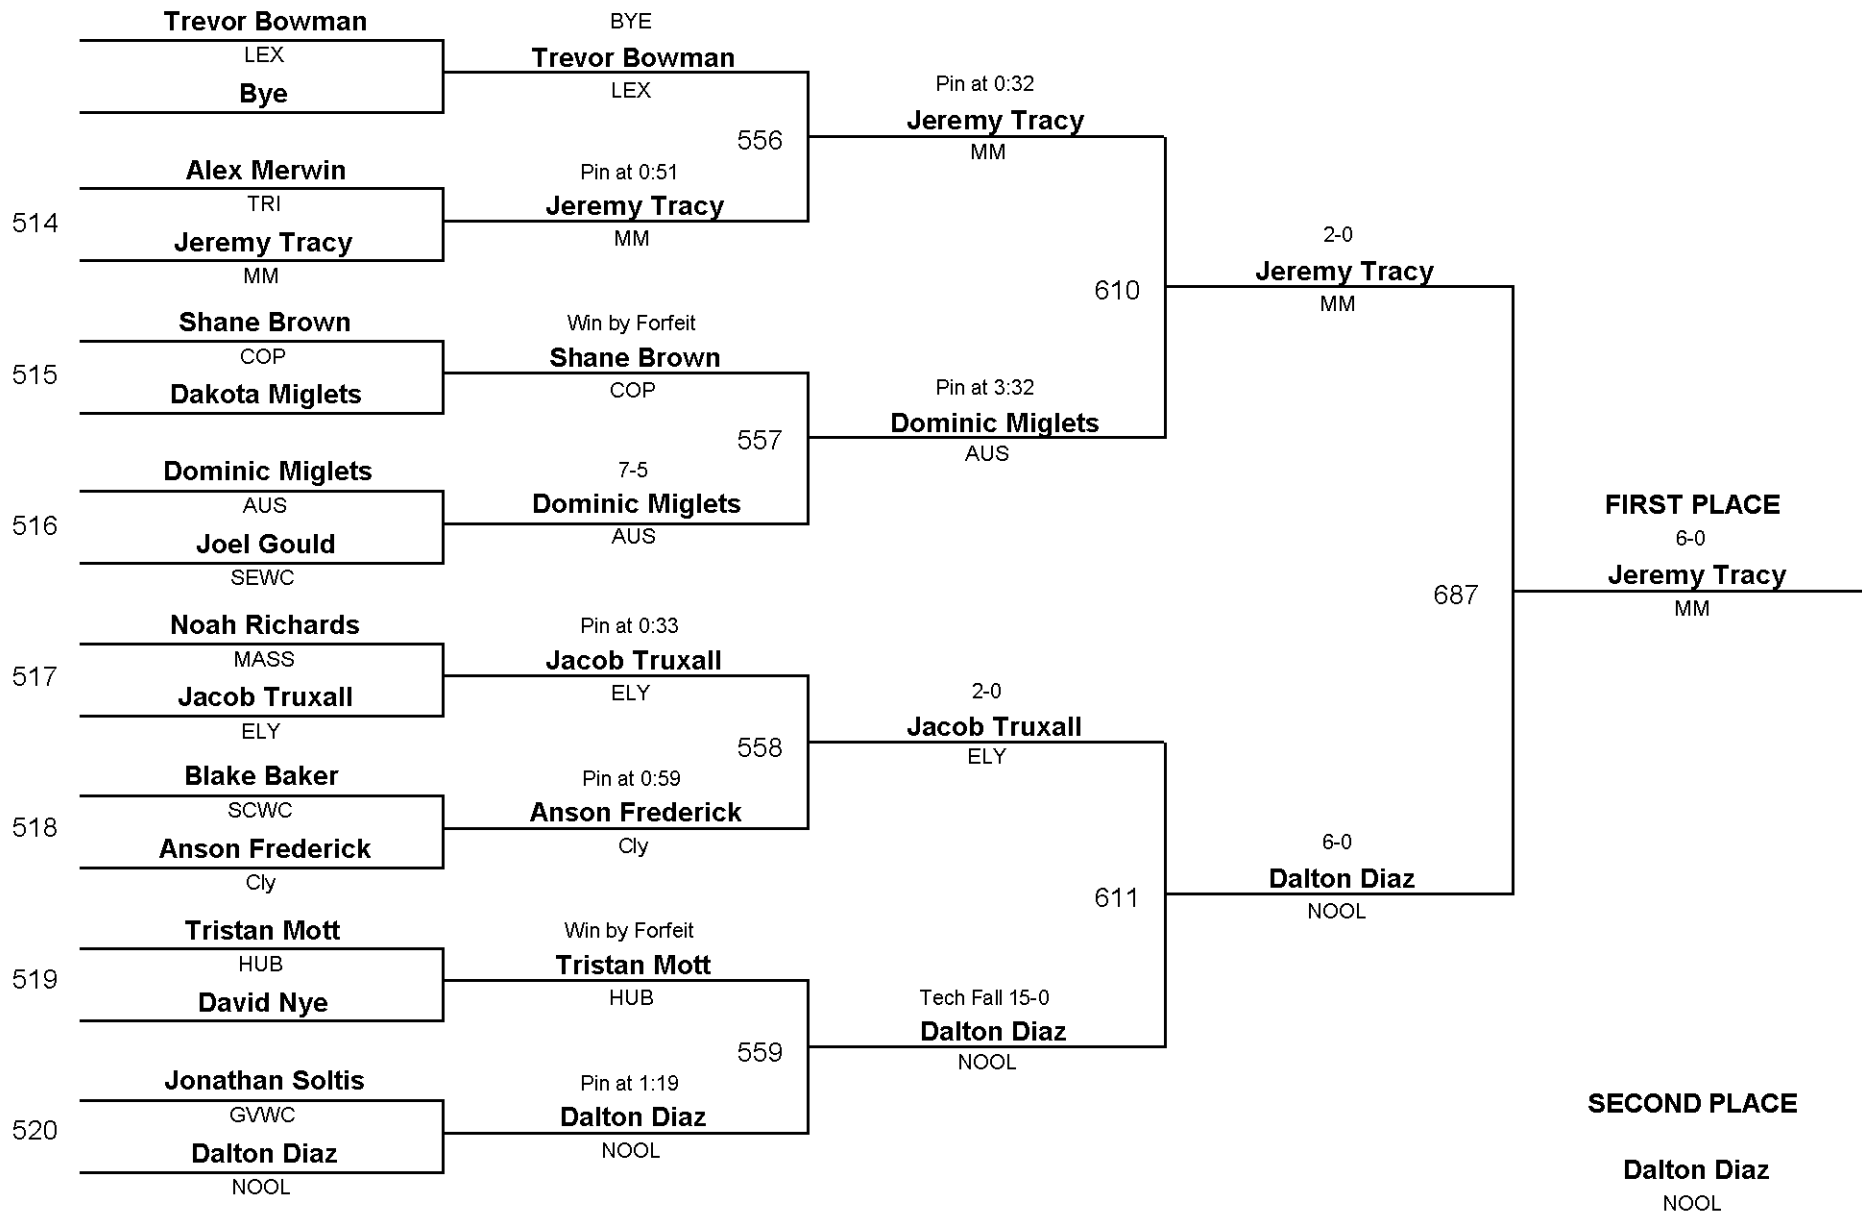 Trevor Bowman
LEX
Bye
514
Alex Merwin
TRI
Jeremy Tracy
MM
515
Shane Brown
COP
Dakota Miglets
516
Dominic Miglets
AUS
Joel Gould
SEWC
517
Noah Richards
MASS
Jacob Truxall
ELY
518
Blake Baker
SCWC
Anson Frederick
Cly
519
Tristan Mott
HUB
David Nye
520
Jonathan Soltis
GVWC
Dalton Diaz
NOOL
BYE
Trevor Bowman
LEX
556
Pin at 0:51
Jeremy Tracy
MM
Win by Forfeit
Shane Brown
COP
557
7-5
Dominic Miglets
AUS
Pin at 0:33
Jacob Truxall
ELY
558
Pin at 0:59
Anson Frederick
Cly
Win by Forfeit
Tristan Mott
HUB
559
Pin at 1:19
Dalton Diaz
NOOL
Pin at 0:32
Jeremy Tracy
MM
610
Pin at 3:32
Dominic Miglets
AUS
2-0
Jacob Truxall
ELY
611
Tech Fall 15-0
Dalton Diaz
NOOL
2-0
Jeremy Tracy
MM
687
6-0
Dalton Diaz
NOOL
FIRST PLACE
6-0
Jeremy Tracy
MM
SECOND PLACE
Dalton Diaz
NOOL